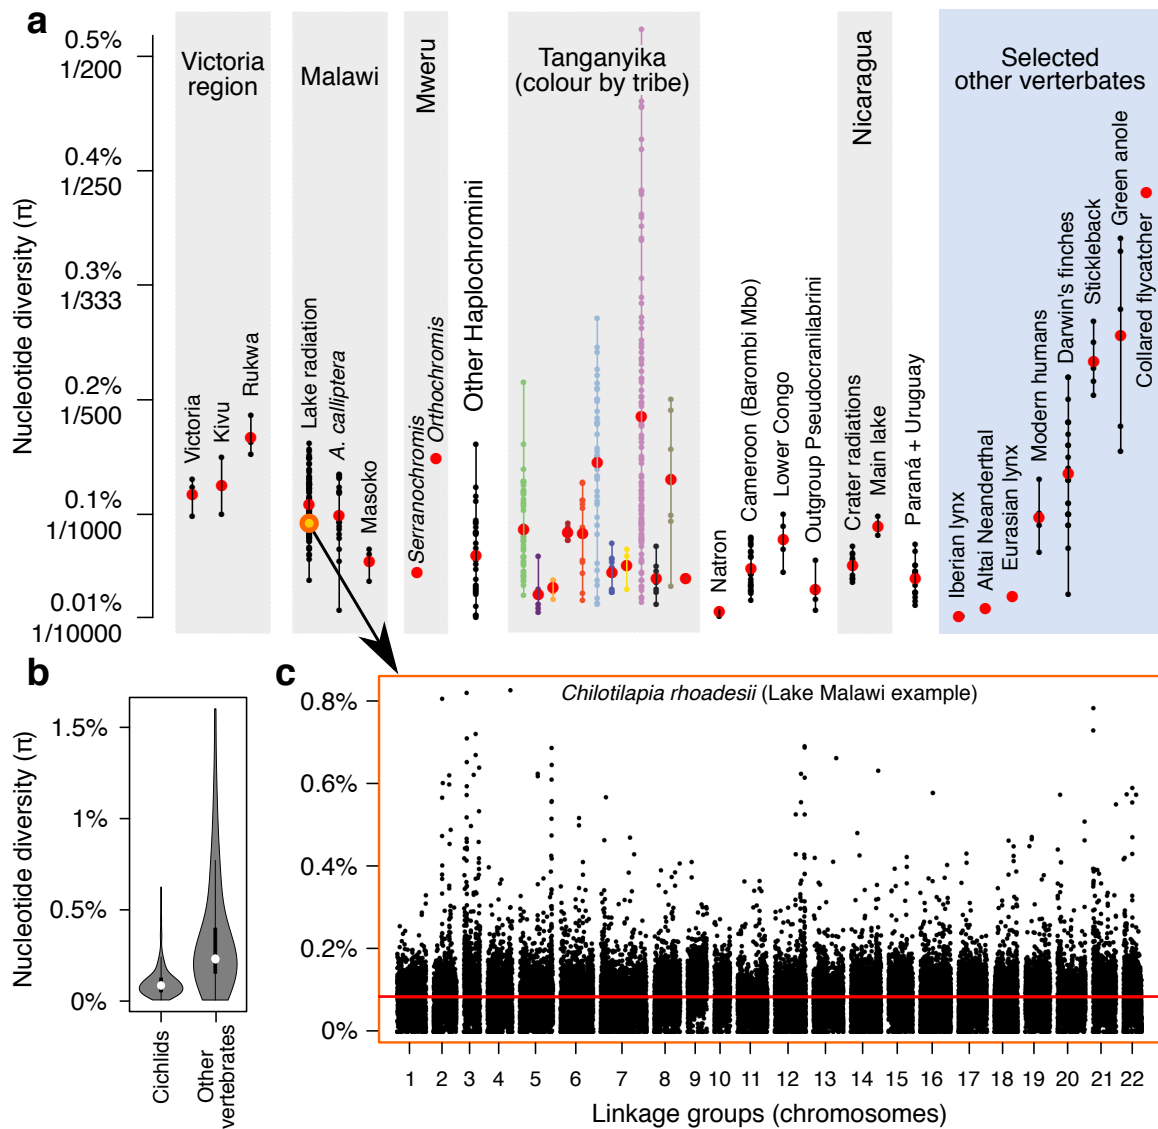 a
0.5%
1/200
0.4%
1/250
0.3%
1/333
0.2%
1/500
0.1%
1/1000
0.01%
1/10000
Nucleotide diversity (π)
Victoria
region
Malawi
Mweru
Tanganyika
(colour by tribe)
Nicaragua
Selected
other verterbates
Victoria
Kivu
Rukwa
Lake radiation
A. calliptera
Masoko
Serranochromis
Orthochromis
Other Haplochromini
Natron
Cameroon (Barombi Mbo)
Lower Congo
Outgroup Pseudocranilabrini
Crater radiations
Main lake
Paraná + Uruguay
Iberian lynx
Altai Neanderthal
Eurasian lynx
Modern humans
Darwin's finches
Stickleback
Green anole
Collared flycatcher
b
1.5%
1%
0.5%
0%
Nucleotide diversity (π)
Cichlids
Other
vertebrates
c
Chilotilapia rhoadesii (Lake Malawi example)
0.8%
0.6%
0.4%
0.2%
0%
1 2 3 4 5 6 7 8 9 10 11 12 13 14 15 16 17 18 19 20 21 22
Linkage groups (chromosomes)